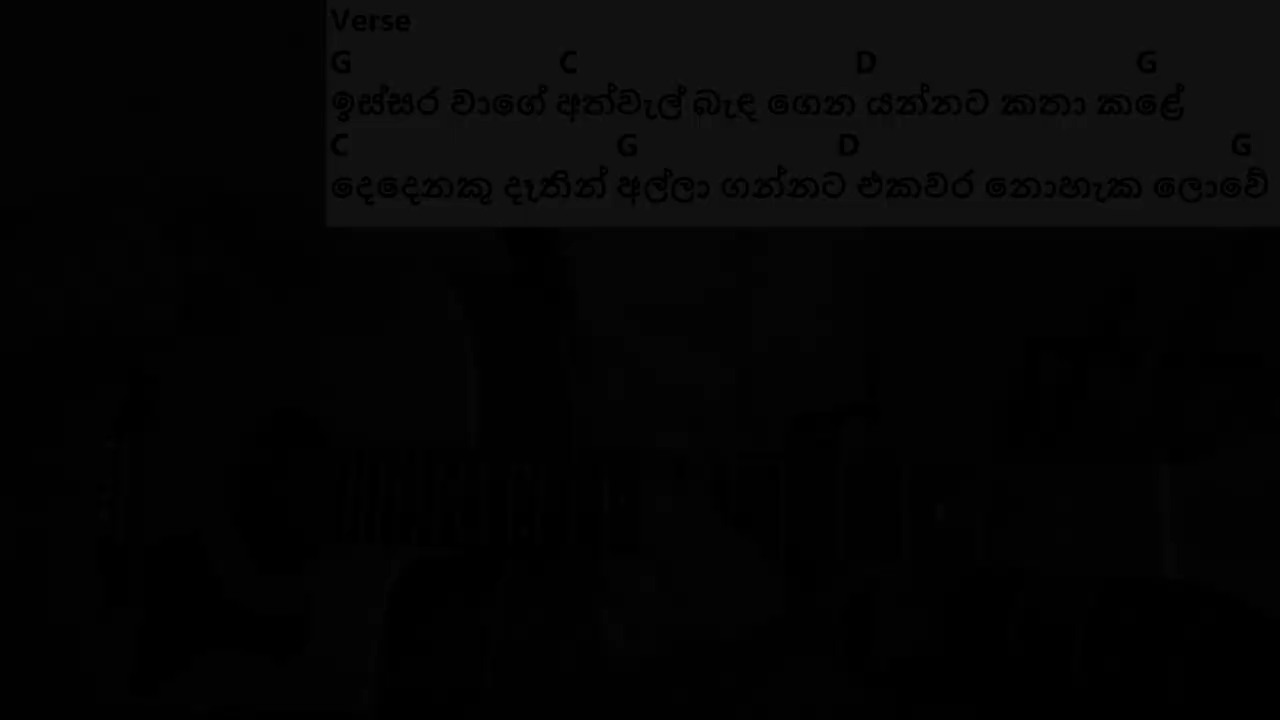 Verse
G C D G
ඉස්සර වාගේ අත්වැල් බැඳ ගෙන යන්නට කතා කළේ
C G D G
දෙදෙනකු දෑතින් අල්ලා ගන්නට එකවර නොහැක ලොවේ